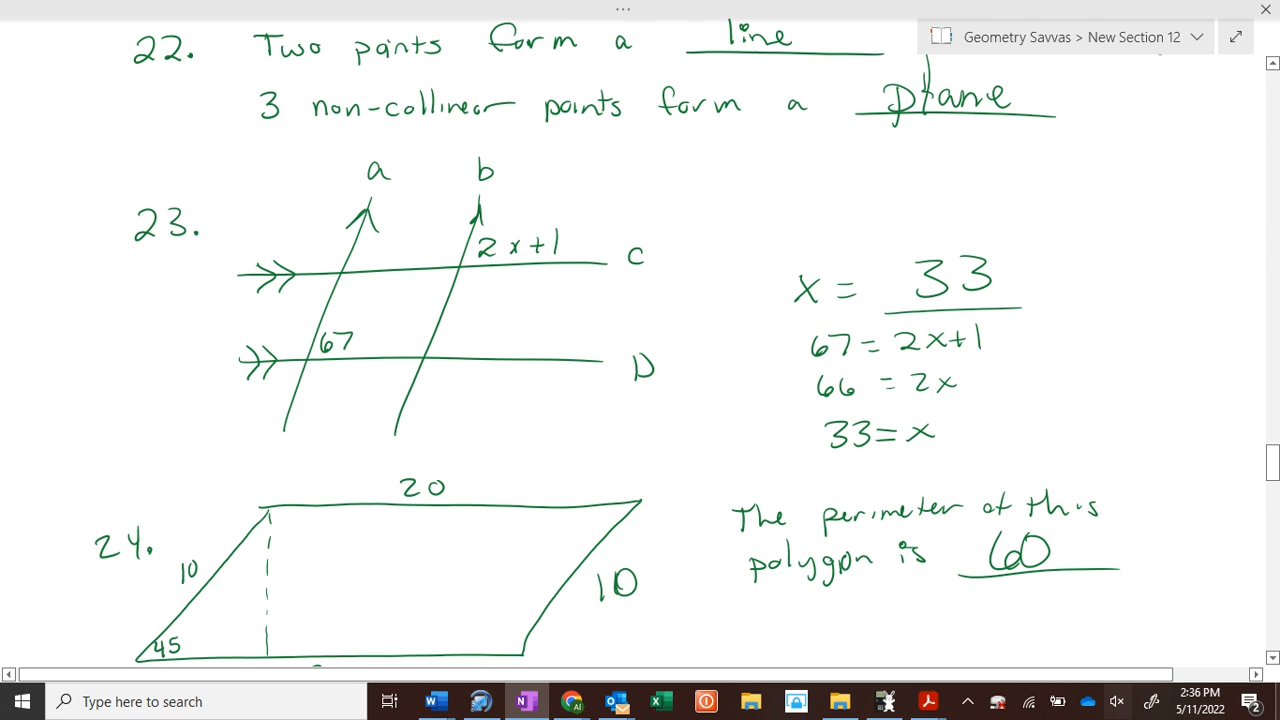 22. Two points form a line
Geometry Savvas > New Section 12
3 non-collinear points form a plane
a b
23.
2x+1
C
67
D
x = 33
67 = 2x+1
66 = 2x
33 = x
20
24.
10
10
45
The perimeter of this
polygon is 60
Type here to search
2:36 PM
5/11/2022
2